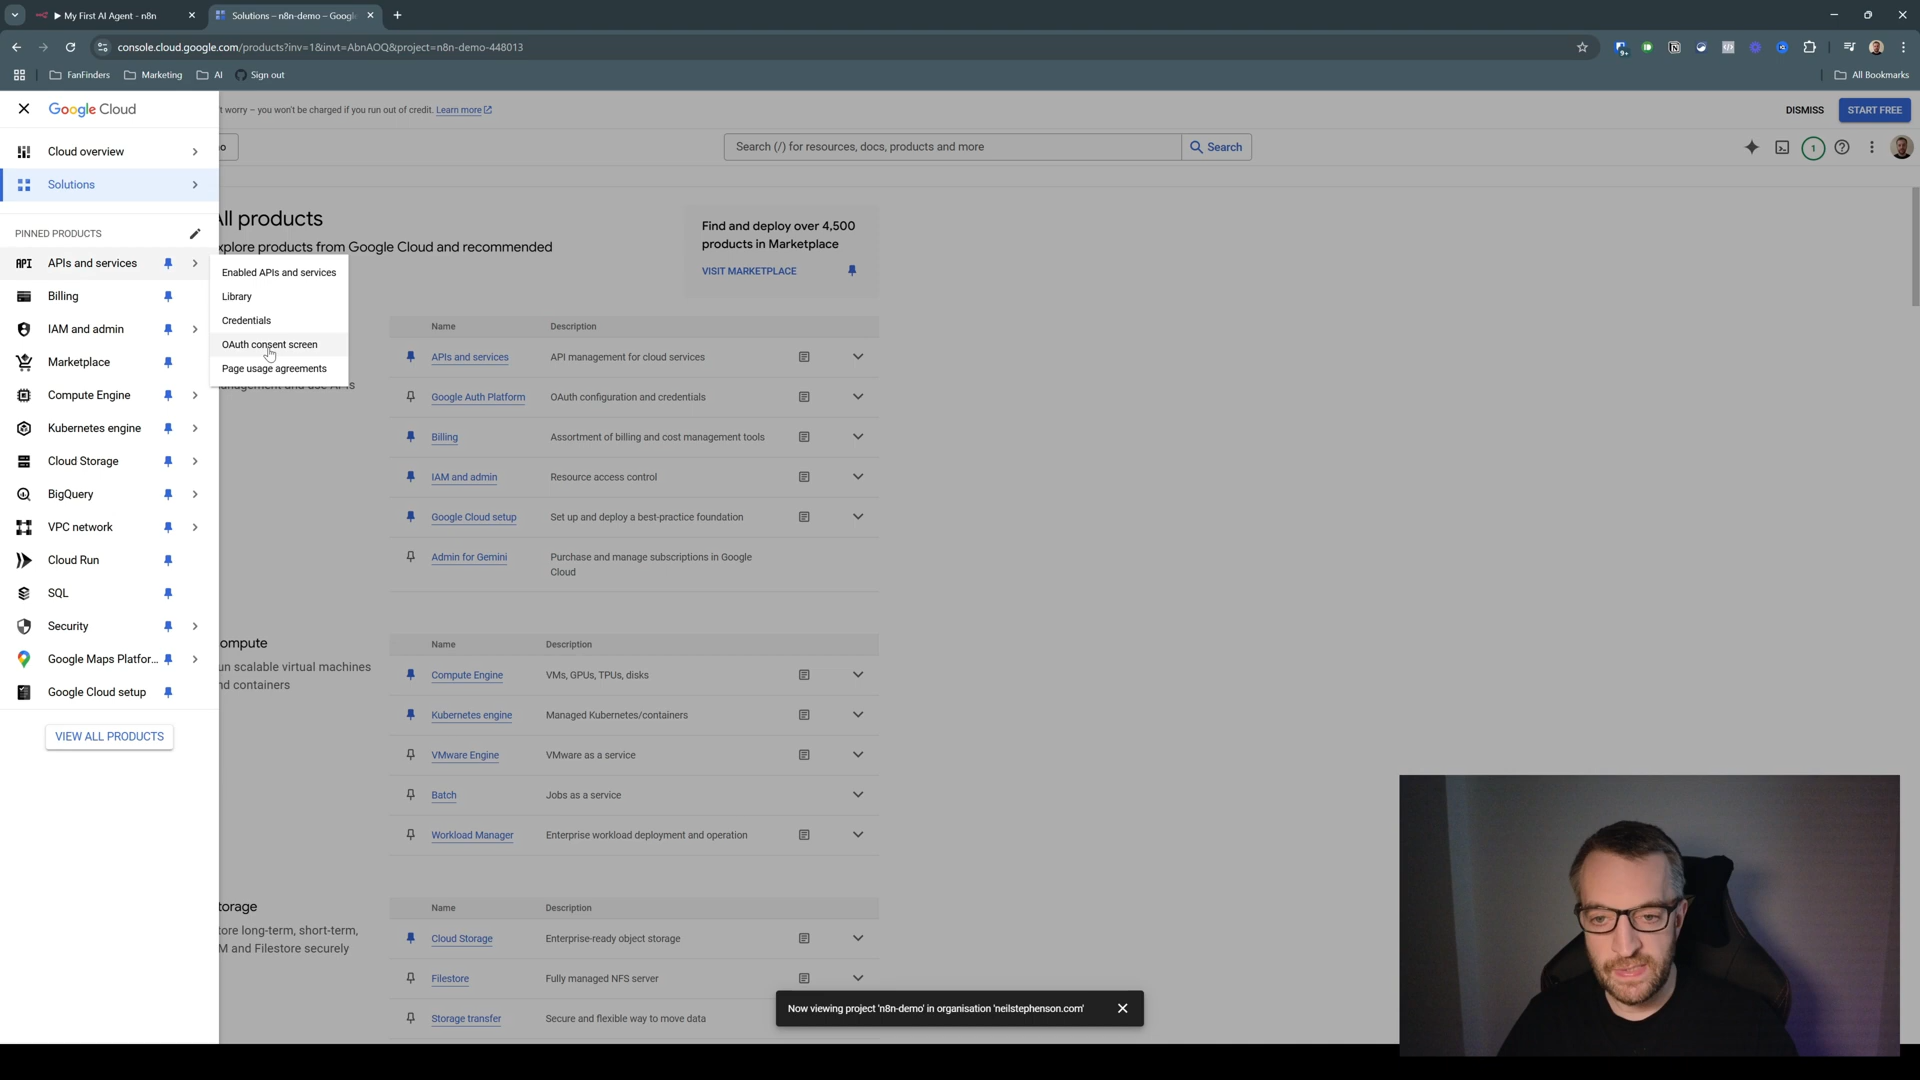 My First AI Agent - n8n
Solutions – n8n-demo – Google
console.cloud.google.com/products?inv=1&invt=AbnAOQ&project=n8n-demo-448013
9+
FanFinders
Marketing
AI
Sign out
All Bookmarks
Google Cloud
t worry – you won't be charged if you run out of credit. Learn more
DISMISS
START FREE
Cloud overview
Search (/) for resources, docs, products and more
Search
1
Solutions
PINNED PRODUCTS
API APIs and services
Billing
IAM and admin
Marketplace
Compute Engine
Kubernetes engine
Cloud Storage
BigQuery
VPC network
Cloud Run
SQL
Security
Google Maps Platfor...
Google Cloud setup
VIEW ALL PRODUCTS
Enabled APIs and services
Library
Credentials
OAuth consent screen
Page usage agreements
All products
xplore products from Google Cloud and recommended
Find and deploy over 4,500
products in Marketplace
VISIT MARKETPLACE
Name Description
APIs and services API management for cloud services
Google Auth Platform OAuth configuration and credentials
Billing Assortment of billing and cost management tools
IAM and admin Resource access control
Google Cloud setup Set up and deploy a best-practice foundation
Admin for Gemini Purchase and manage subscriptions in Google
Cloud
ompute
un scalable virtual machines
nd containers
Name Description
Compute Engine VMs, GPUs, TPUs, disks
Kubernetes engine Managed Kubernetes/containers
VMware Engine VMware as a service
Batch Jobs as a service
Workload Manager Enterprise workload deployment and operation
torage
tore long-term, short-term,
M and Filestore securely
Name Description
Cloud Storage Enterprise-ready object storage
Filestore Fully managed NFS server
Storage transfer Secure and flexible way to move data
Now viewing project 'n8n-demo' in organisation 'neilstephenson.com'